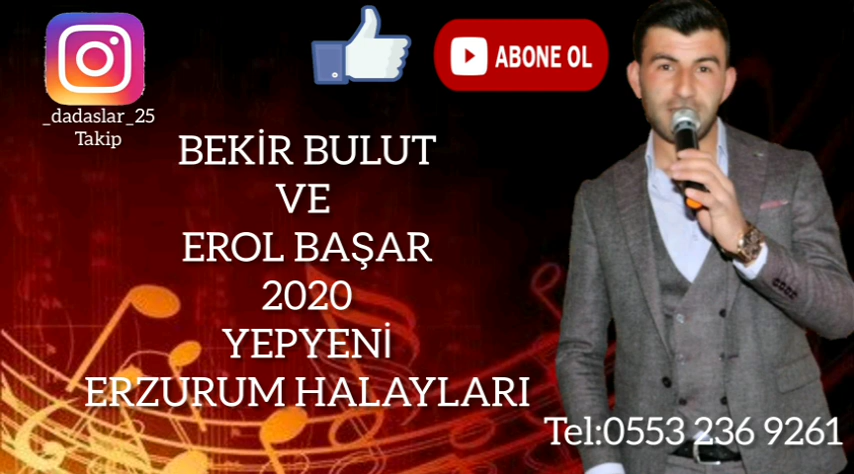 _dadaslar_25
Takip
ABONE OL
BEKİR BULUT
VE
EROL BAŞAR
2020
YEPYENİ
ERZURUM HALAYLARI
Tel:0553 236 9261